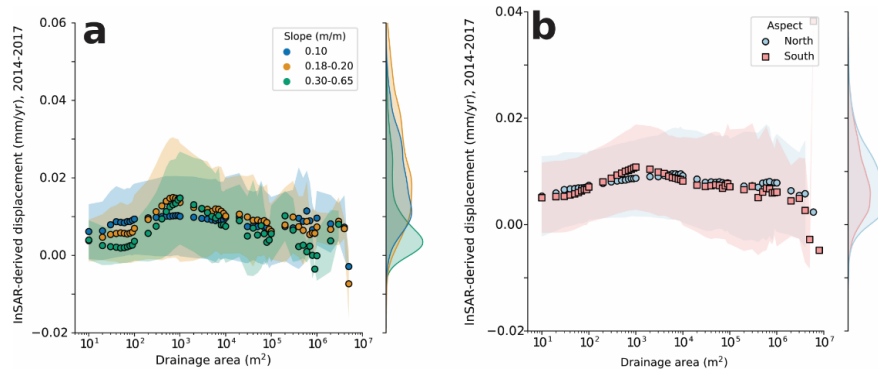 a
Slope (m/m)
0.10
0.18-0.20
0.30-0.65
0.06
0.04
0.02
0.00
−0.02
InSAR-derived displacement (mm/yr), 2014-2017
10¹ 10² 10³ 10⁴ 10⁵ 10⁶ 10⁷
Drainage area (m²)
b
Aspect
North
South
0.04
0.02
0.00
−0.02
InSAR-derived displacement (mm/yr), 2014-2017
10¹ 10² 10³ 10⁴ 10⁵ 10⁶ 10⁷
Drainage area (m²)